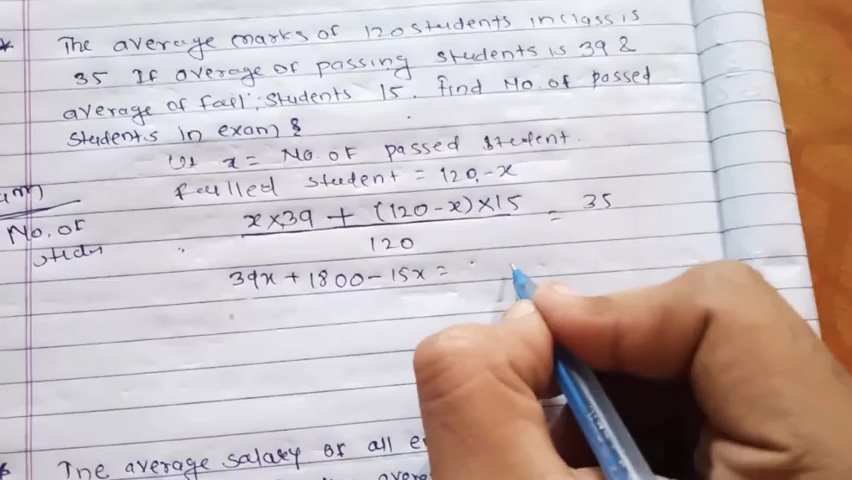 * The average marks of 120 students in class is
35 If average of passing students is 39 &
average of fail; students 15. find No. of passed
students in exam?
Let x = No. of passed student.
failled student = 120 - x
x×39 + (120-x)×15 = 35
120
No. of
39x + 1800 - 15x =
* The average salary of all